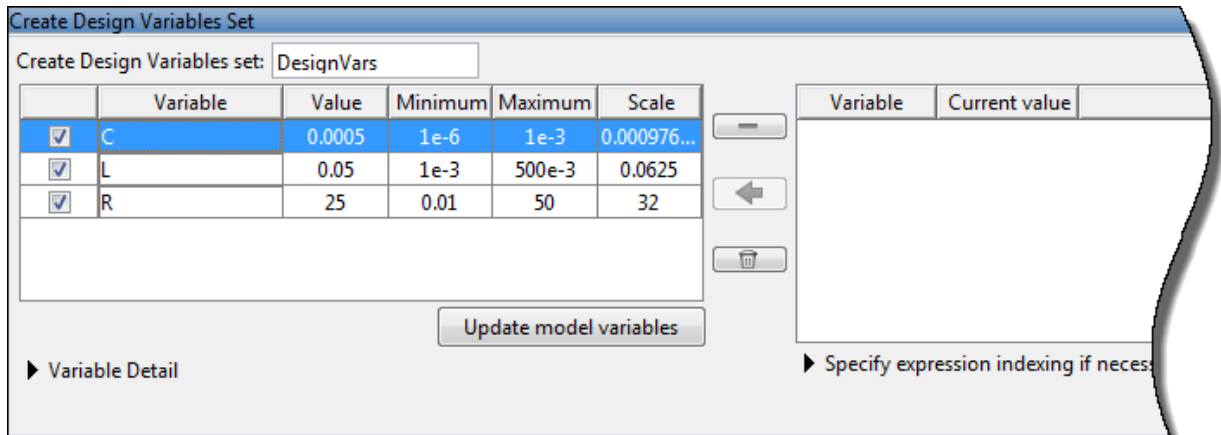 Create Design Variables Set
Create Design Variables set: DesignVars
Variable Value Minimum Maximum Scale
C 0.0005 1e-6 1e-3 0.000976...
L 0.05 1e-3 500e-3 0.0625
R 25 0.01 50 32
Update model variables
Variable Detail
Variable Current value
Specify expression indexing if necess